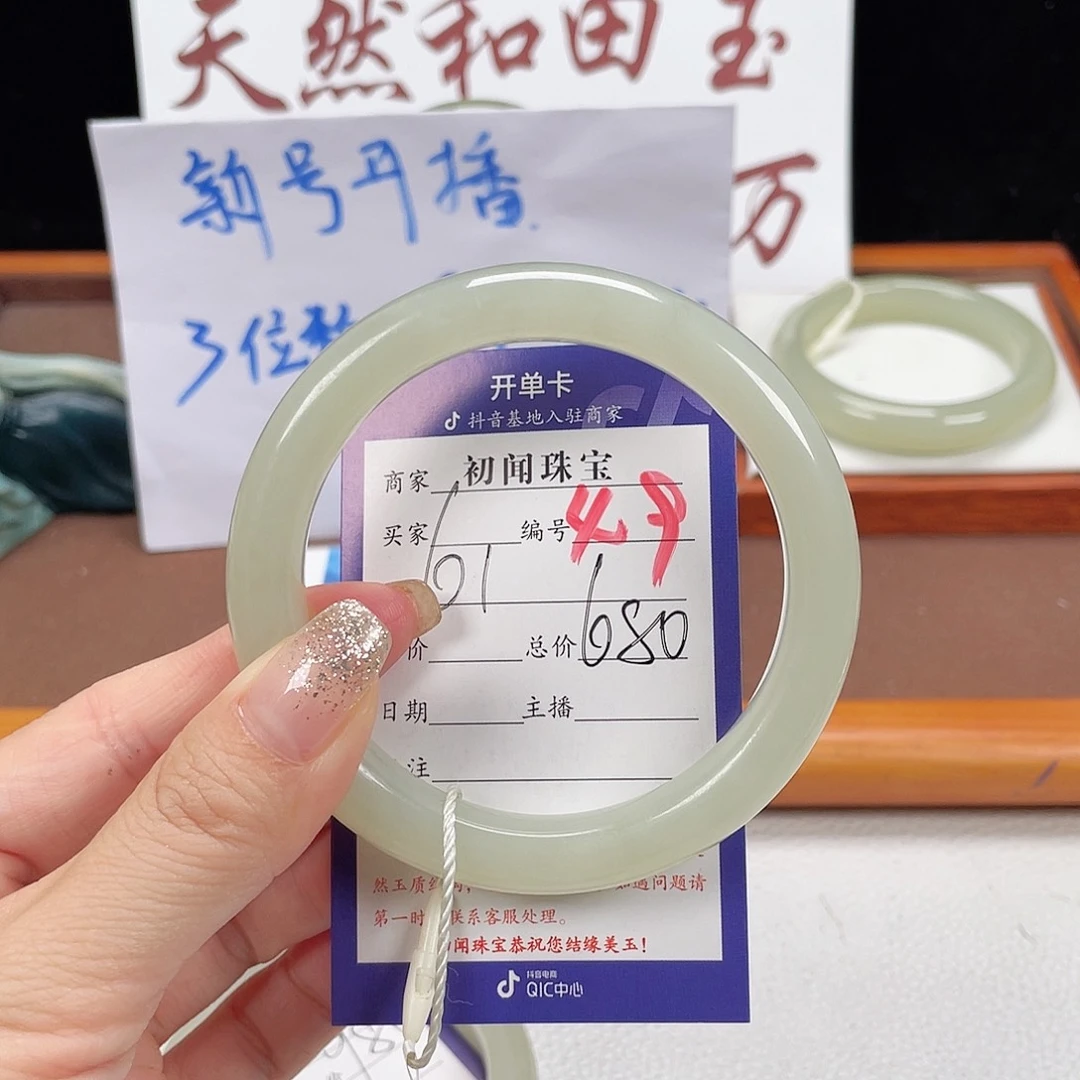 天然和田玉
万
新号开播
3位数
开单卡
抖音基地入驻商家
商家 初闻珠宝
买家 编号
61
价 总价 680
日期 主播
注
然玉质 如遇问题请
第一时 联系客服处理。
闻珠宝恭祝您结缘美玉！
抖音电商
QIC中心